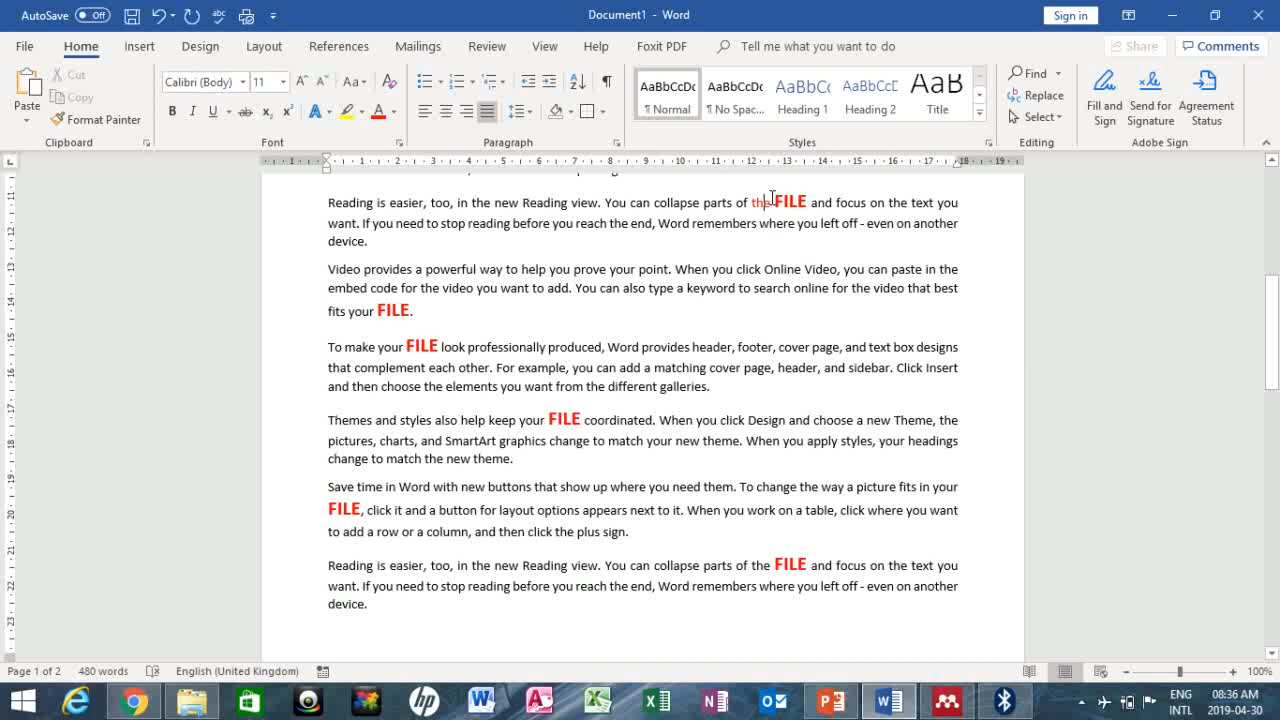 AutoSave Off
Document1 - Word
Sign in
File Home Insert Design Layout References Mailings Review View Help Foxit PDF Tell me what you want to do Share Comments
Paste
Cut
Copy
Format Painter
Clipboard
Calibri (Body) 11
Font
Paragraph
AaBbCcDc AaBbCcDc AaBbCc AaBbCcD AaB
¶ Normal ¶ No Spac... Heading 1 Heading 2 Title
Styles
Find
Replace
Select
Editing
Fill and Sign
Send for Signature
Agreement Status
Adobe Sign
Reading is easier, too, in the new Reading view. You can collapse parts of the FILE and focus on the text you
want. If you need to stop reading before you reach the end, Word remembers where you left off - even on another
device.
Video provides a powerful way to help you prove your point. When you click Online Video, you can paste in the
embed code for the video you want to add. You can also type a keyword to search online for the video that best
fits your FILE.
To make your FILE look professionally produced, Word provides header, footer, cover page, and text box designs
that complement each other. For example, you can add a matching cover page, header, and sidebar. Click Insert
and then choose the elements you want from the different galleries.
Themes and styles also help keep your FILE coordinated. When you click Design and choose a new Theme, the
pictures, charts, and SmartArt graphics change to match your new theme. When you apply styles, your headings
change to match the new theme.
Save time in Word with new buttons that show up where you need them. To change the way a picture fits in your
FILE, click it and a button for layout options appears next to it. When you work on a table, click where you want
to add a row or a column, and then click the plus sign.
Reading is easier, too, in the new Reading view. You can collapse parts of the FILE and focus on the text you
want. If you need to stop reading before you reach the end, Word remembers where you left off - even on another
device.
Page 1 of 2 480 words English (United Kingdom) 100%
ENG 08:36 AM
INTL 2019-04-30